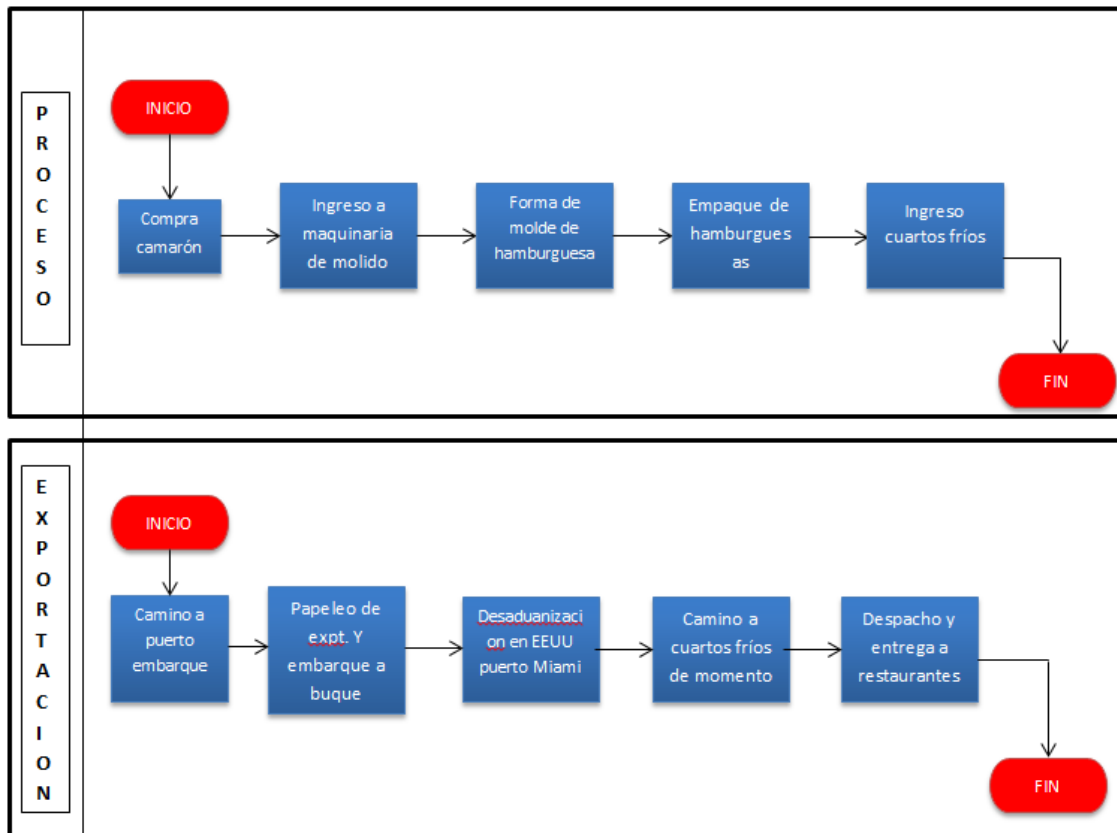 PROCESO
INICIO
Compra
camarón
Ingreso a
maquinaria
de molido
Forma de
molde de
hamburguesa
Empaque de
hamburgues
as
Ingreso
cuartos fríos
FIN
EXPORTACION
INICIO
Camino a
puerto
embarque
Papeleo de
expt. Y
embarque a
buque
Desaduanizaci
on en EEUU
puerto Miami
Camino a
cuartos fríos
de momento
Despacho y
entrega a
restaurantes
FIN